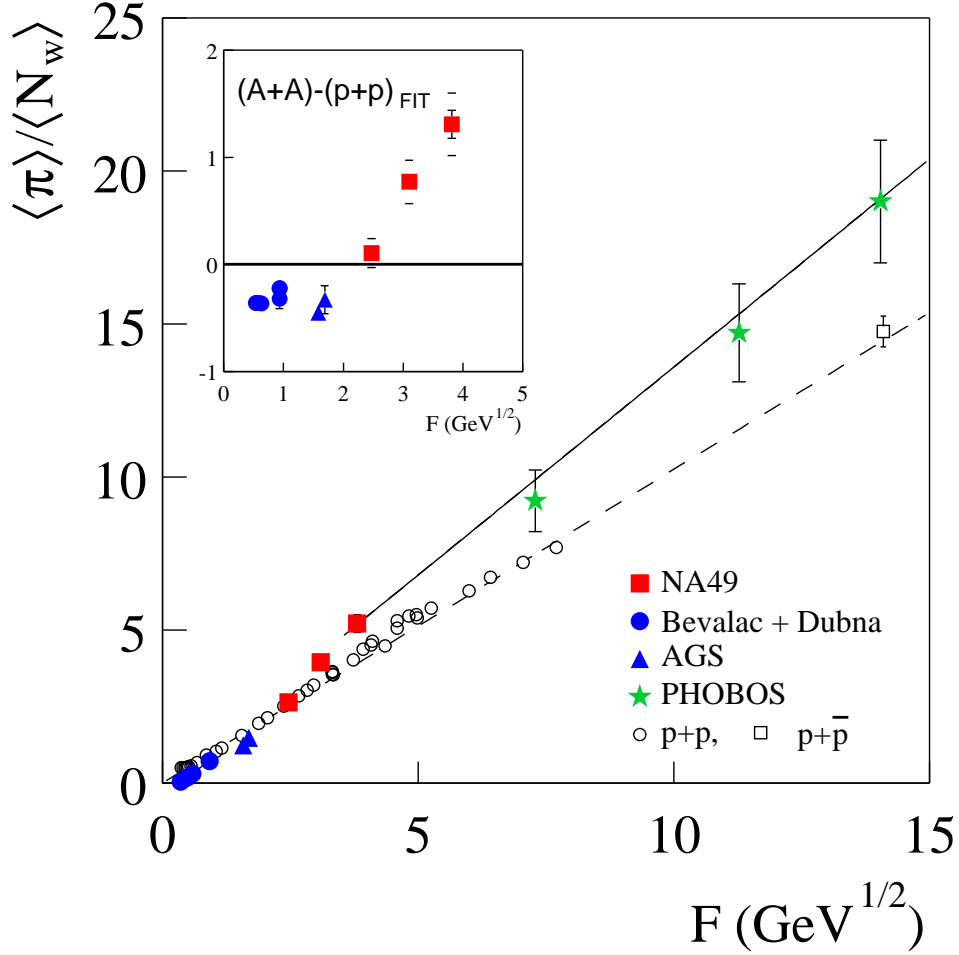 ⟨π⟩/⟨N_w⟩
25
20
15
10
5
0
0 5 10 15
F (GeV^1/2)
2
1
0
-1
(A+A)-(p+p) FIT
0 1 2 3 4 5
F (GeV^1/2)
NA49
Bevalac + Dubna
AGS
PHOBOS
p+p, p+p̅